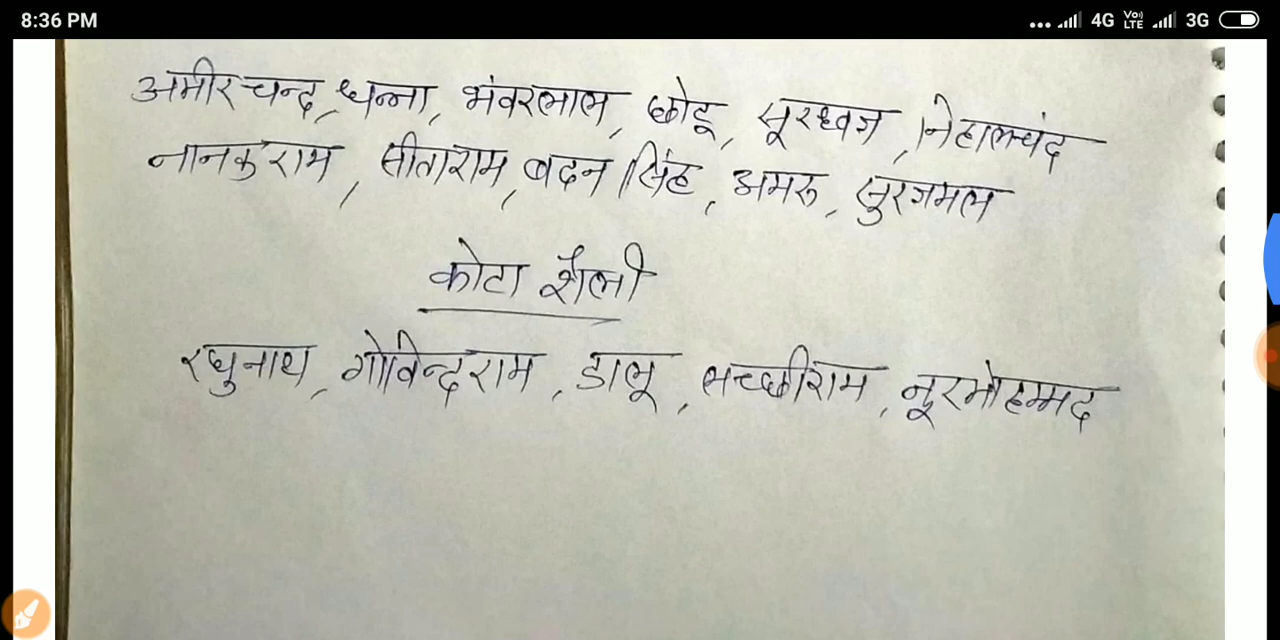 8:36 PM 4G VoLTE 3G
अमीरचन्द, धन्ना, भंवरलाल, छोटू, सूरध्वज, निहालचंद
नानकराम, सीताराम, बदन सिंह, अमरू, सुरजमल
कोटा शैली
रघुनाथ, गोविन्दराम, डालू, लच्छीराम, नूरमोहम्मद